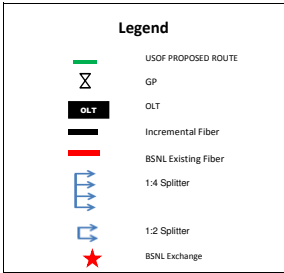 Legend
USOF PROPOSED ROUTE
GP
OLT OLT
Incremental Fiber
BSNL Existing Fiber
1:4 Splitter
1:2 Splitter
BSNL Exchange